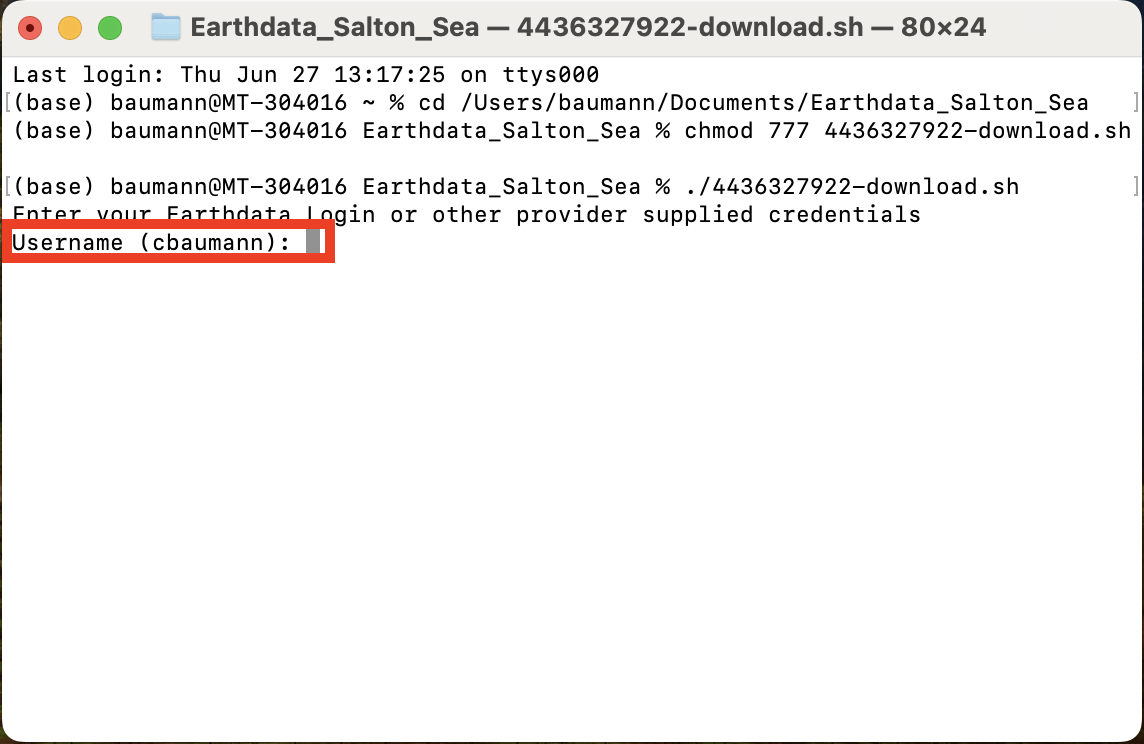 Earthdata_Salton_Sea — 4436327922-download.sh — 80×24
Last login: Thu Jun 27 13:17:25 on ttys000
[(base) baumann@MT-304016 ~ % cd /Users/baumann/Documents/Earthdata_Salton_Sea ]
(base) baumann@MT-304016 Earthdata_Salton_Sea % chmod 777 4436327922-download.sh
[(base) baumann@MT-304016 Earthdata_Salton_Sea % ./4436327922-download.sh ]
Enter your Earthdata Login or other provider supplied credentials
Username (cbaumann):